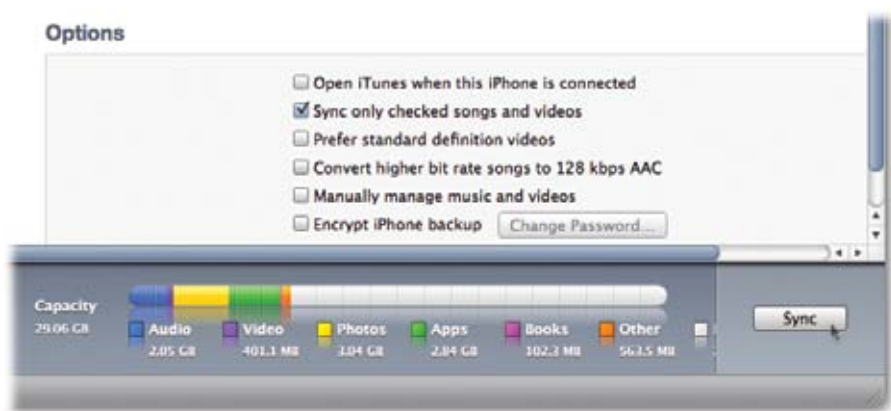 Options
Open iTunes when this iPhone is connected
Sync only checked songs and videos
Prefer standard definition videos
Convert higher bit rate songs to 128 kbps AAC
Manually manage music and videos
Encrypt iPhone backup Change Password...
Capacity
29.06 GB
Audio Video Photos Apps Books Other
2.05 GB 401.1 MB 3.04 GB 2.84 GB 102.3 MB 563.5 MB
Sync